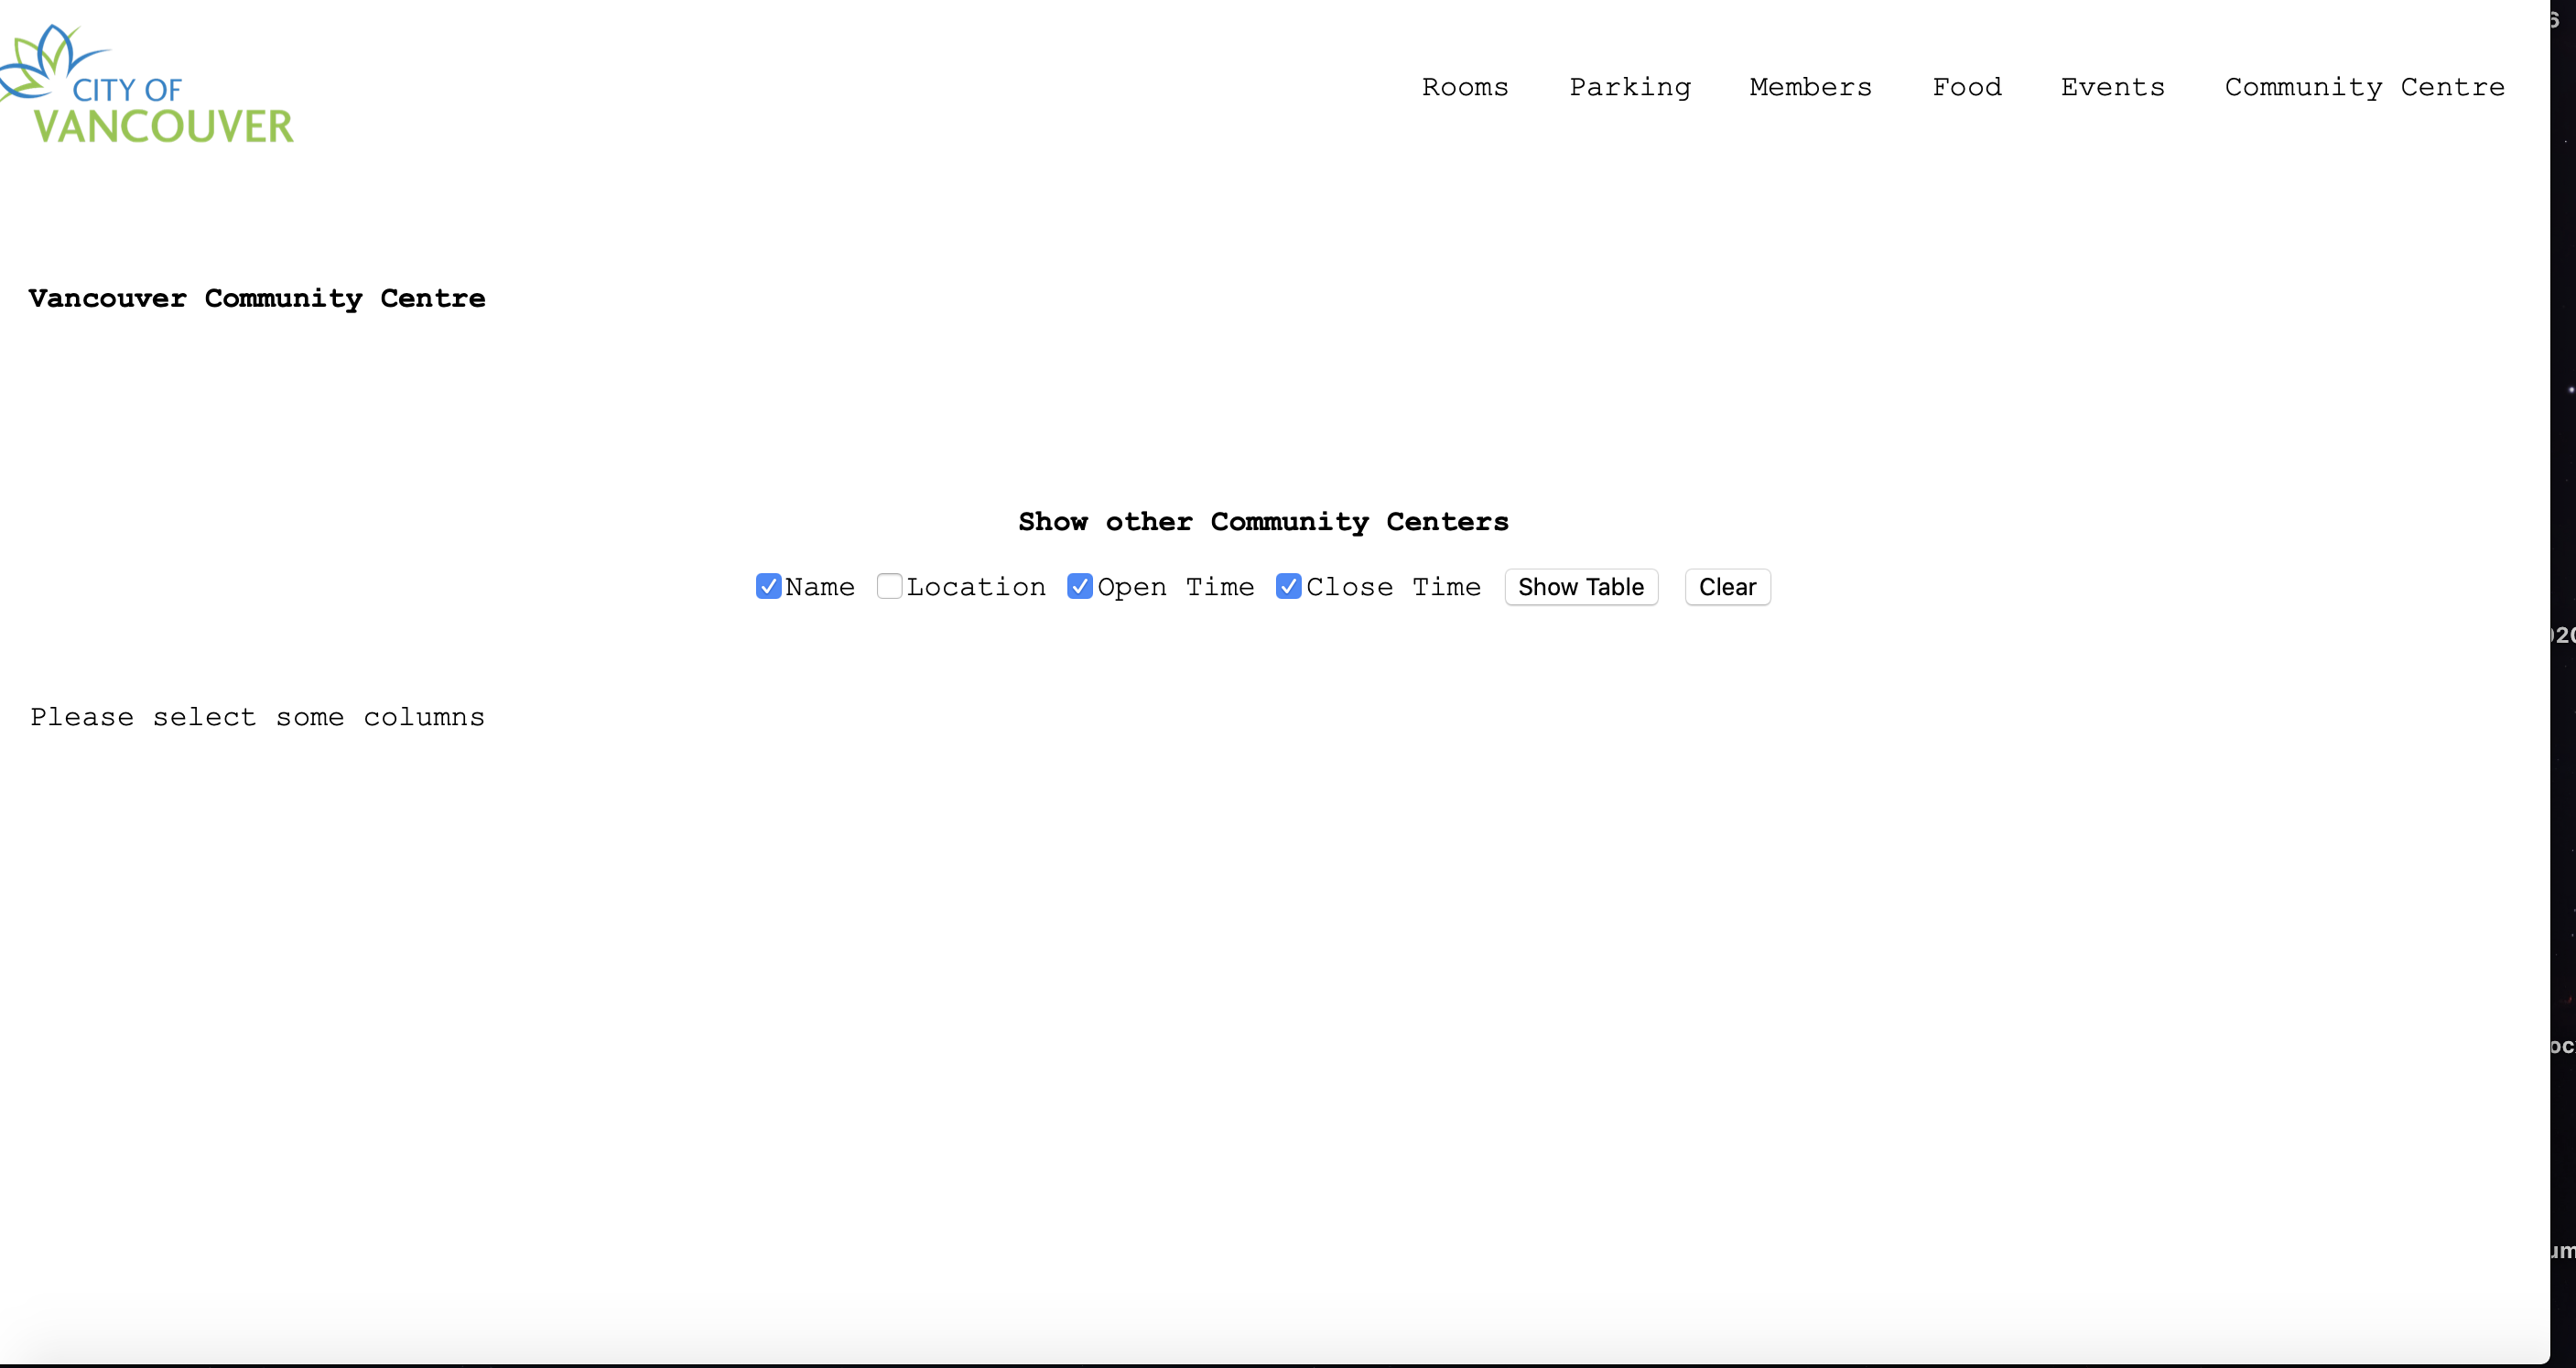 CITY OF
VANCOUVER
Rooms Parking Members Food Events Community Centre
Vancouver Community Centre
Show other Community Centers
Name Location Open Time Close Time Show Table Clear
Please select some columns